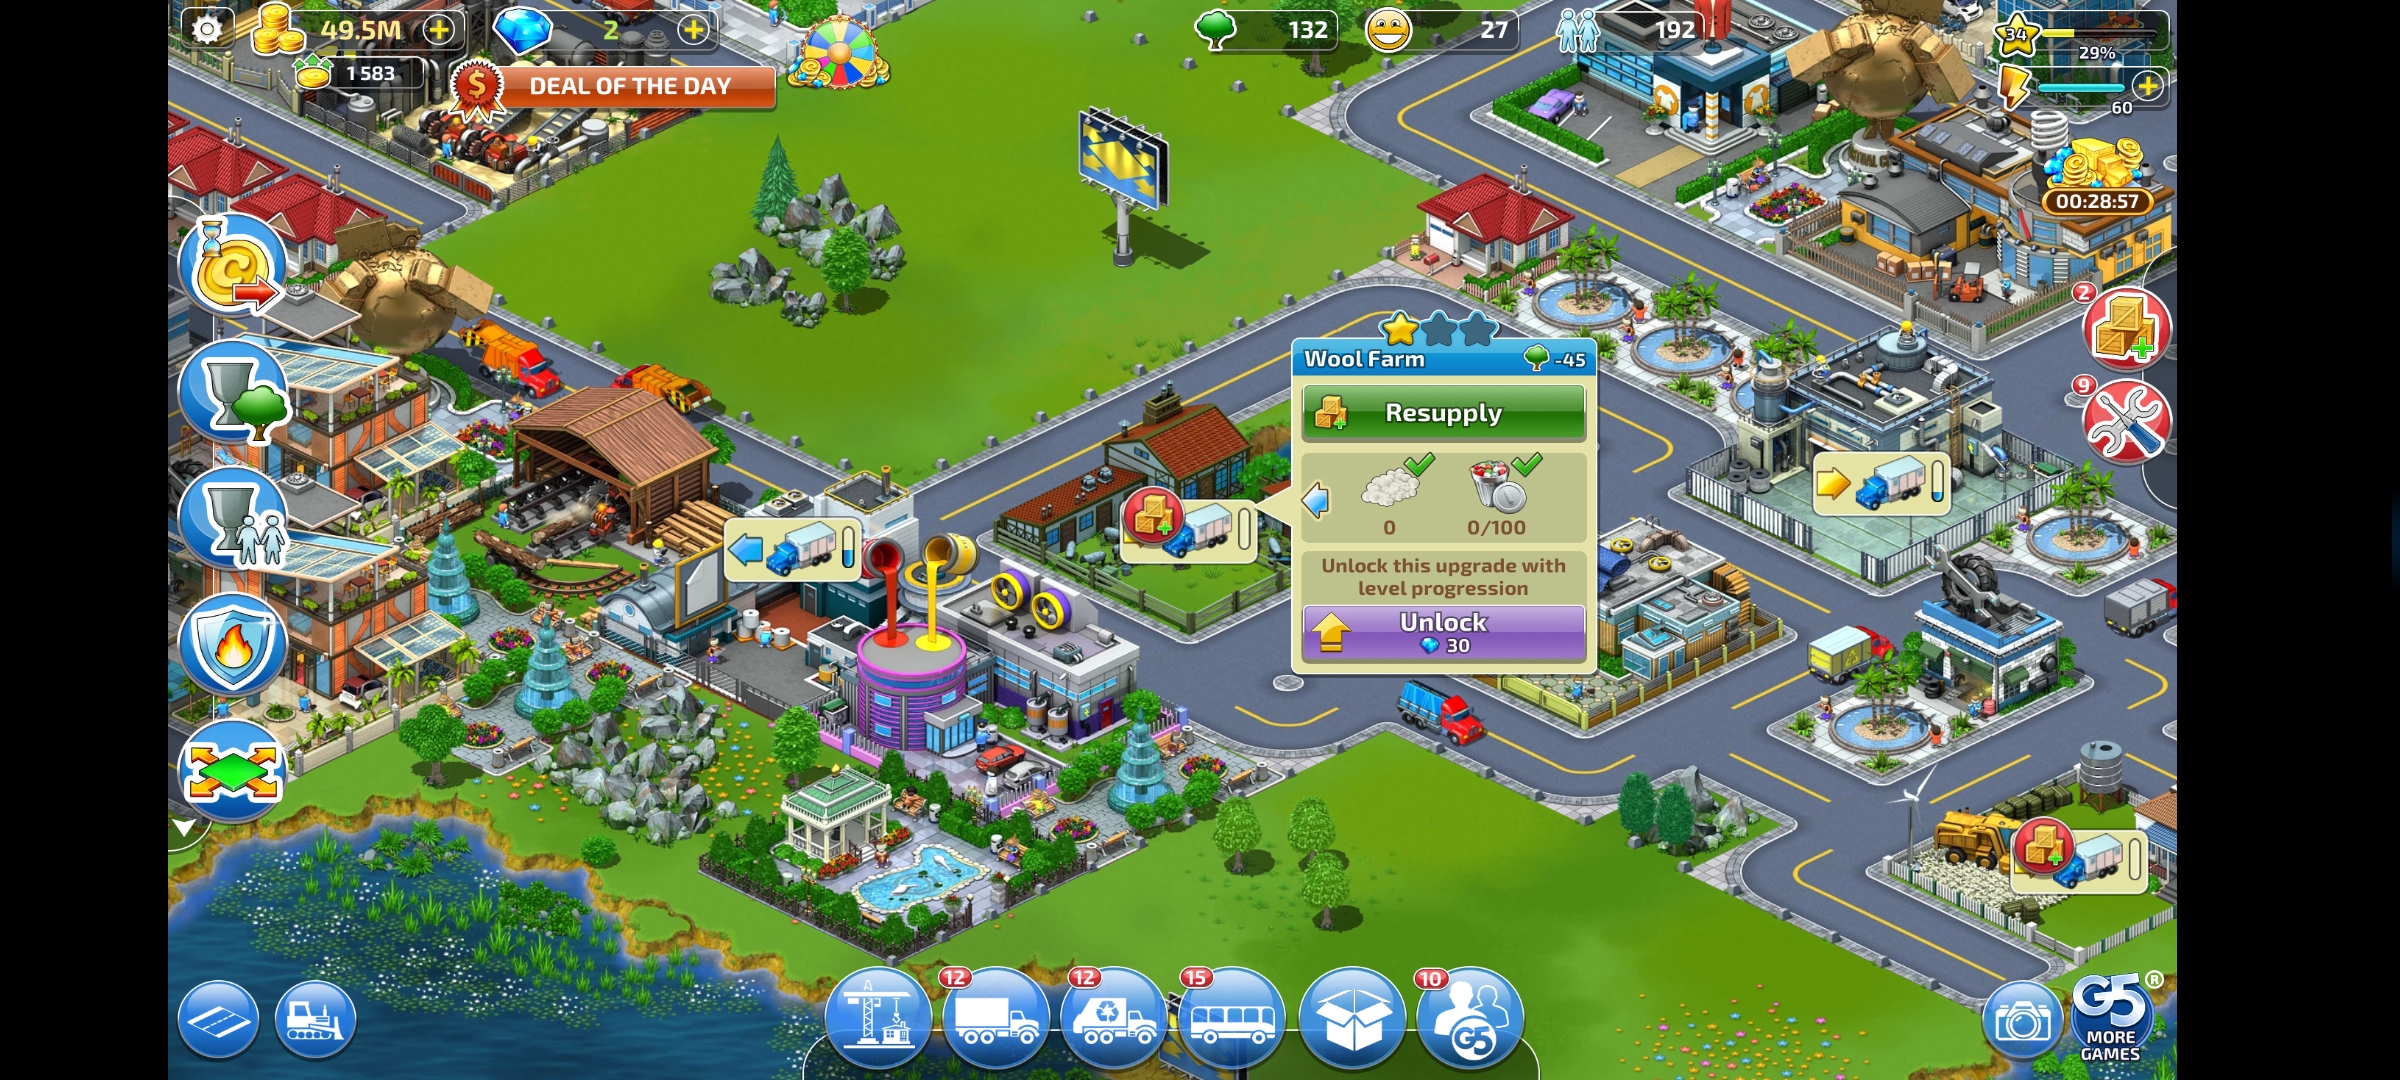 49.5M
2
132
27
192
34
29%
1 583
DEAL OF THE DAY
60
00:28:57
2
Wool Farm
-45
Resupply
9
0
0/100
Unlock this upgrade with
level progression
Unlock
30
12
12
15
10
G5
G5
®
MORE
GAMES